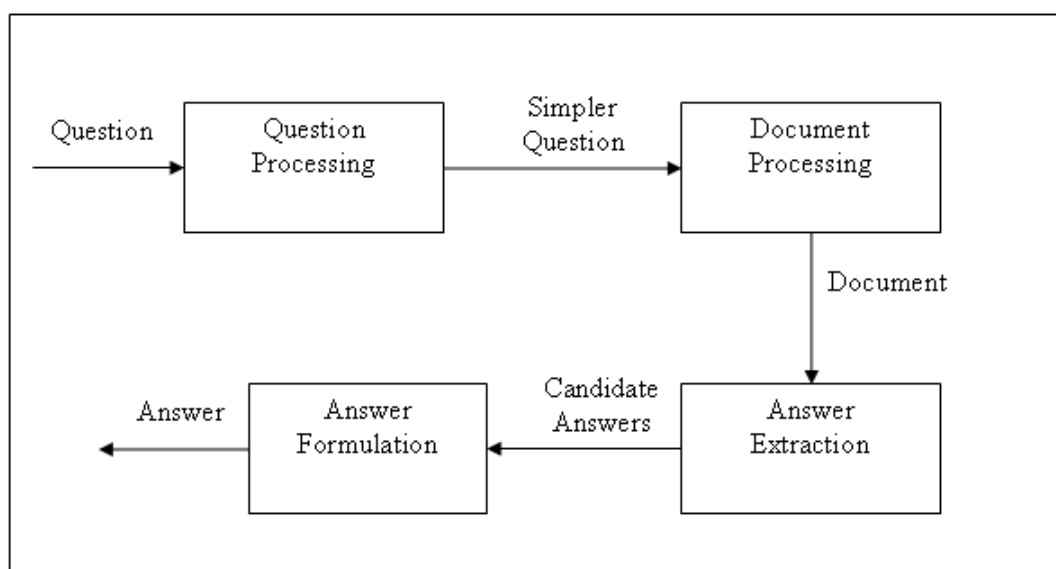 Question
Question
Processing
Simpler
Question
Document
Processing
Document
Answer
Extraction
Candidate
Answers
Answer
Formulation
Answer